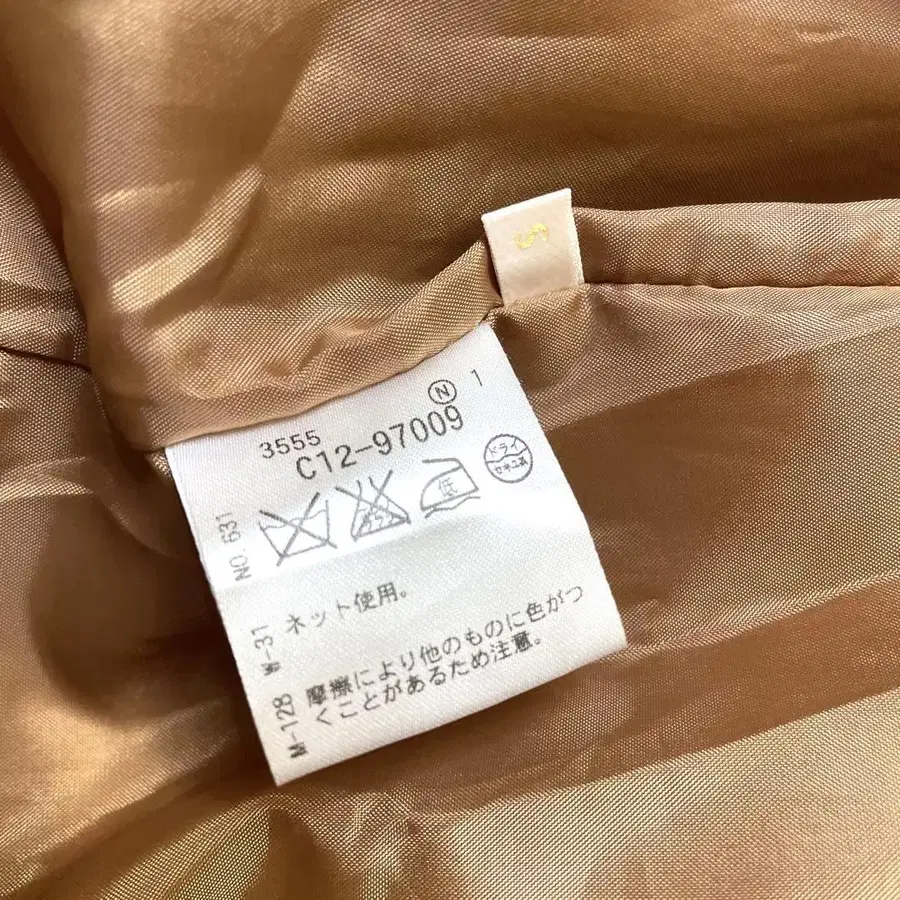 S
Ⓝ 1
3555
C12-97009
低
ドライ
セキユ系
NO. 631
W-31 ネット使用。
W-128 摩擦により他のものに色がつ
くことがあるため注意。